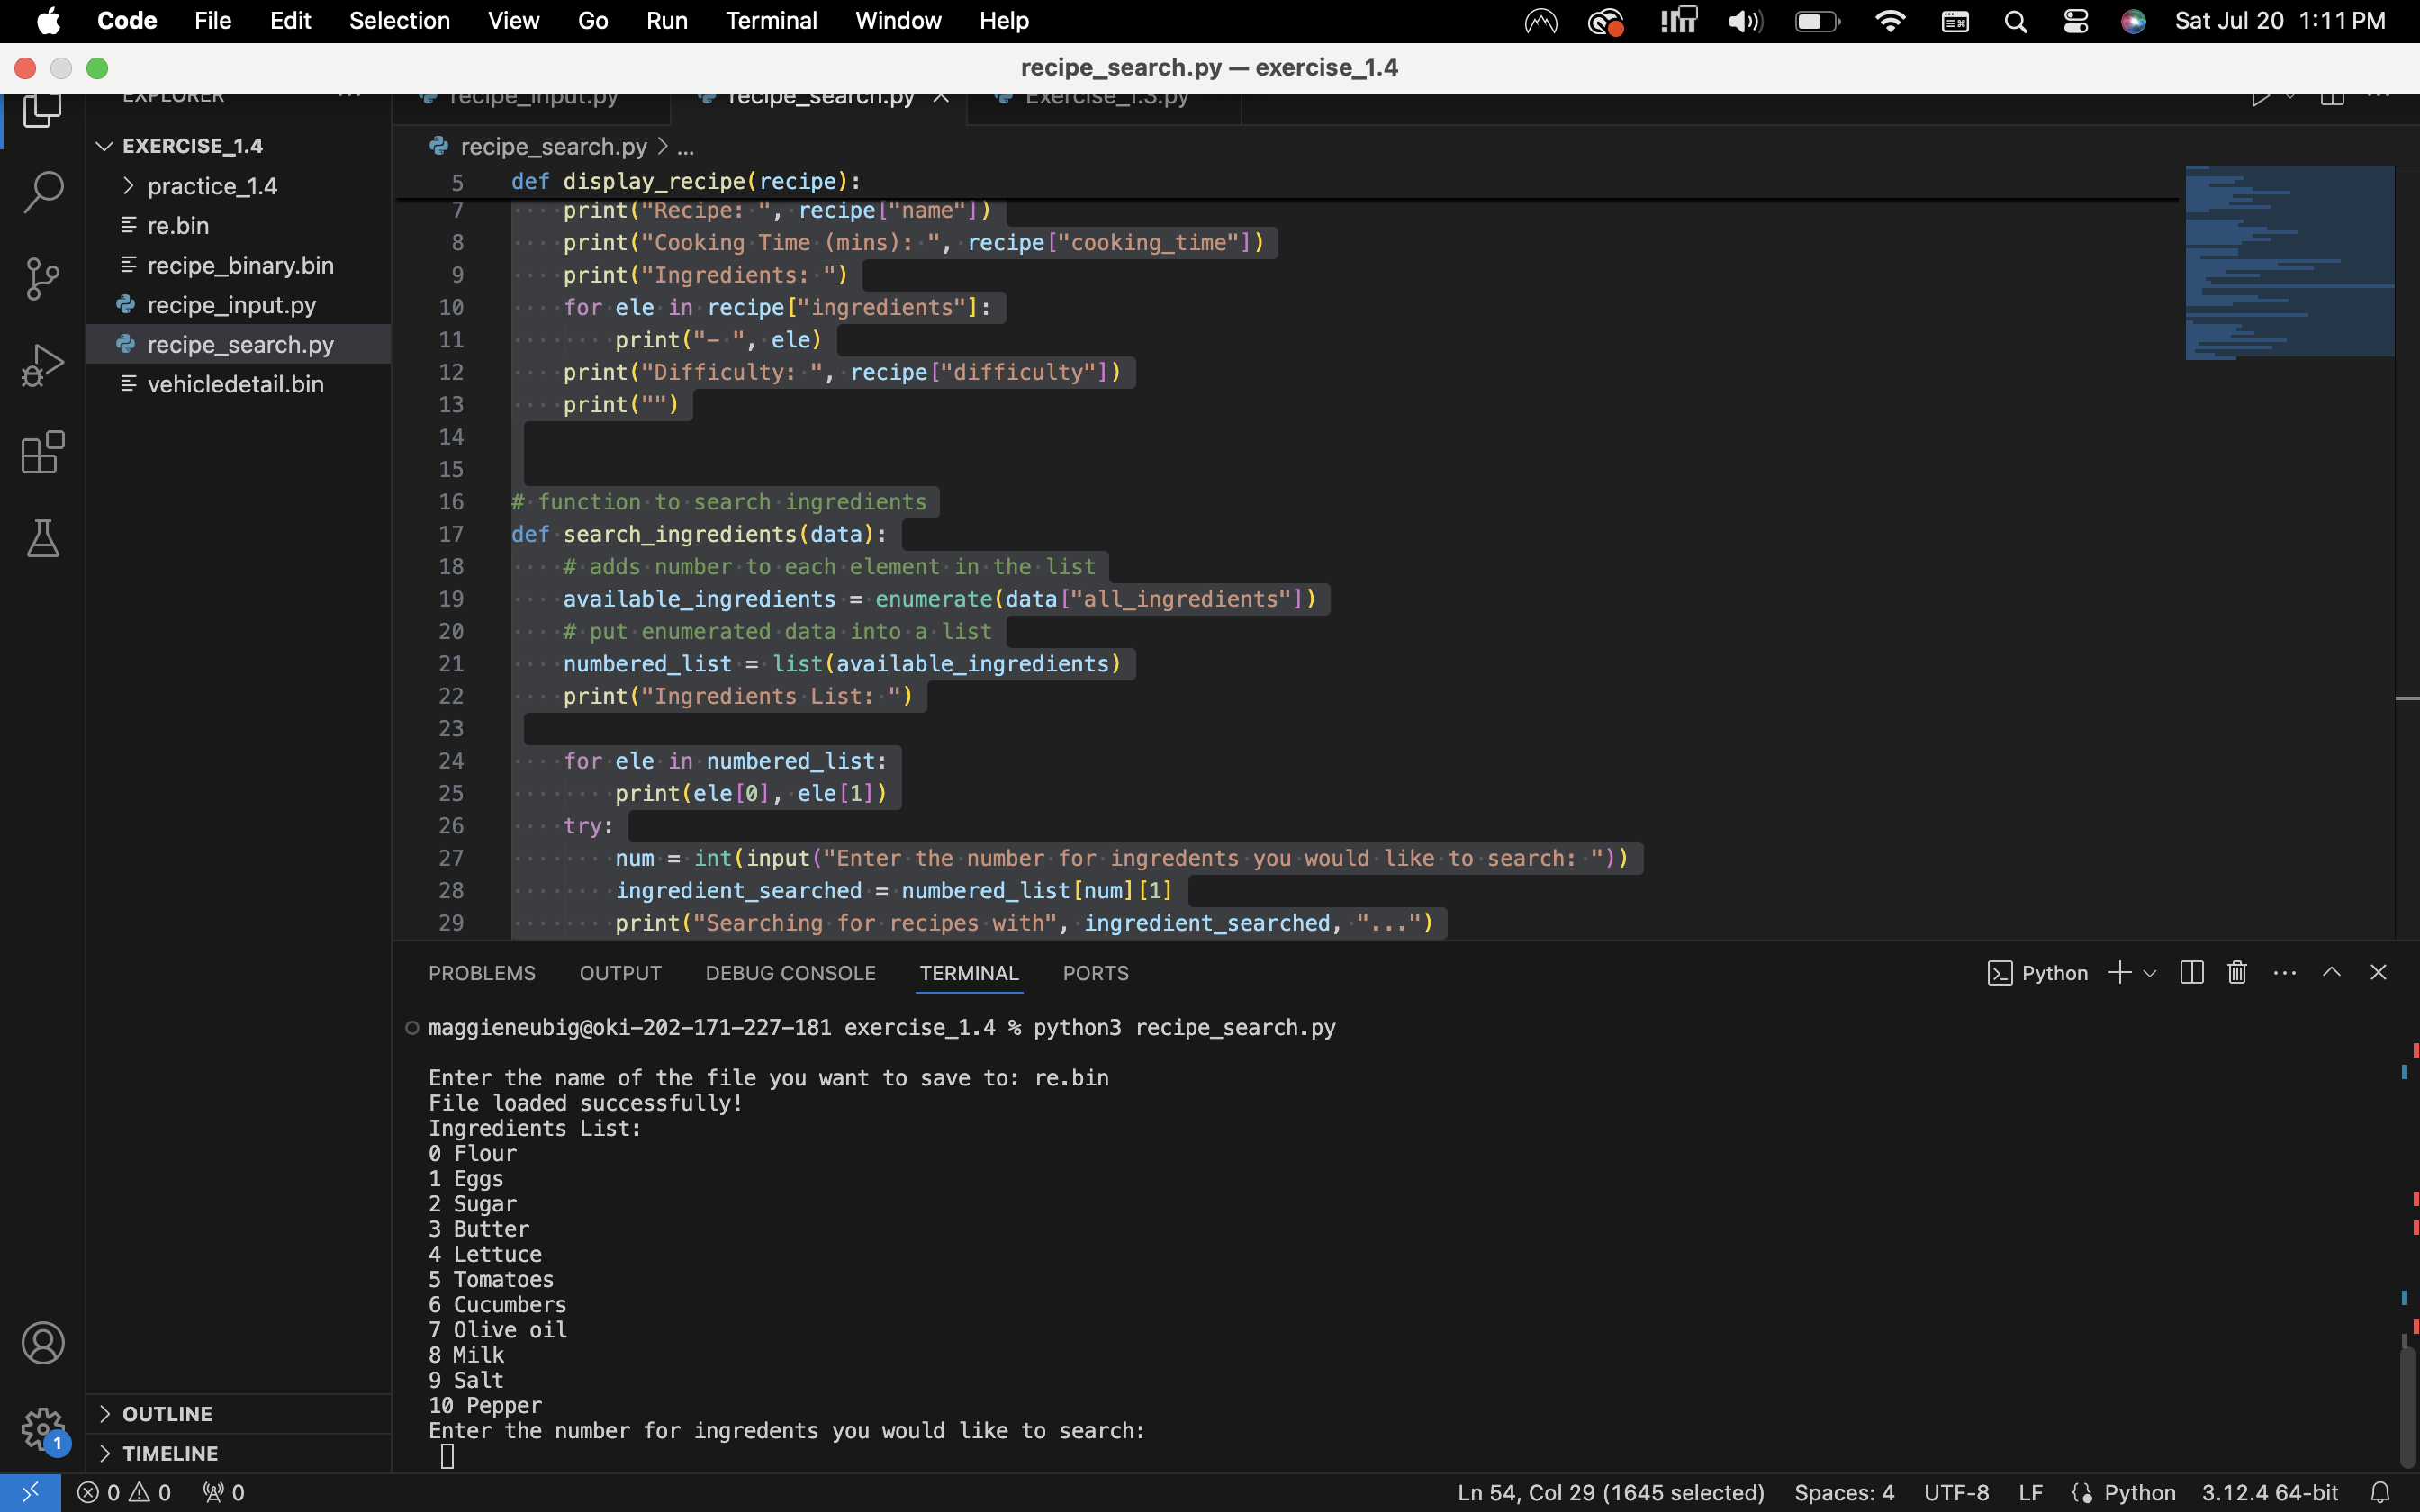 Code File Edit Selection View Go Run Terminal Window Help Sat Jul 20 1:11 PM
recipe_search.py — exercise_1.4
EXPLORER
recipe_input.py recipe_search.py Exercise_1.3.py
EXERCISE_1.4
practice_1.4
re.bin
recipe_binary.bin
recipe_input.py
recipe_search.py
vehicledetail.bin
OUTLINE
TIMELINE
recipe_search.py > ...
5 def display_recipe(recipe):
7 print("Recipe: ", recipe["name"])
8 print("Cooking Time (mins): ", recipe["cooking_time"])
9 print("Ingredients: ")
10 for ele in recipe["ingredients"]:
11 print("- ", ele)
12 print("Difficulty: ", recipe["difficulty"])
13 print("")
14
15
16 # function to search ingredients
17 def search_ingredients(data):
18 # adds number to each element in the list
19 available_ingredients = enumerate(data["all_ingredients"])
20 # put enumerated data into a list
21 numbered_list = list(available_ingredients)
22 print("Ingredients List: ")
23
24 for ele in numbered_list:
25 print(ele[0], ele[1])
26 try:
27 num = int(input("Enter the number for ingredents you would like to search: "))
28 ingredient_searched = numbered_list[num][1]
29 print("Searching for recipes with", ingredient_searched, "...")
PROBLEMS OUTPUT DEBUG CONSOLE TERMINAL PORTS Python
maggieneubig@oki-202-171-227-181 exercise_1.4 % python3 recipe_search.py
Enter the name of the file you want to save to: re.bin
File loaded successfully!
Ingredients List:
0 Flour
1 Eggs
2 Sugar
3 Butter
4 Lettuce
5 Tomatoes
6 Cucumbers
7 Olive oil
8 Milk
9 Salt
10 Pepper
Enter the number for ingredents you would like to search:
1
0 0 0 Ln 54, Col 29 (1645 selected) Spaces: 4 UTF-8 LF Python 3.12.4 64-bit